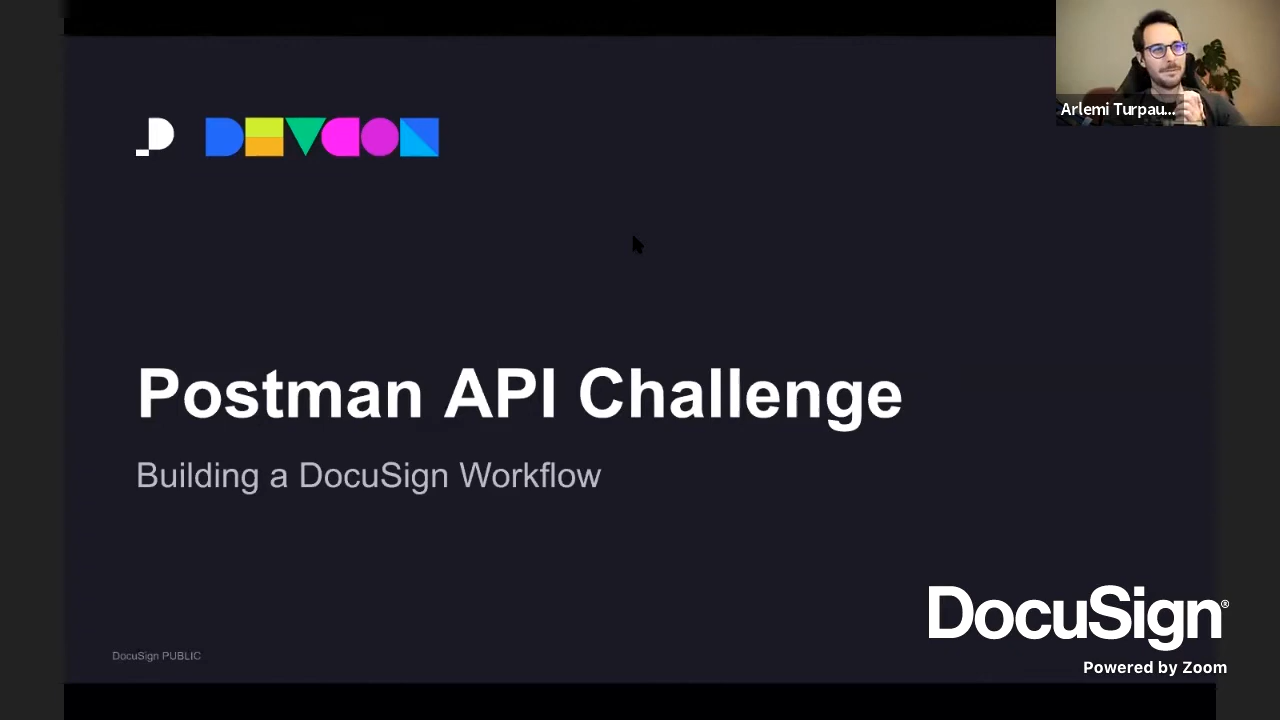 Arlemi Turpau...
DEVCON
Postman API Challenge
Building a DocuSign Workflow
DocuSign®
Powered by Zoom
DocuSign PUBLIC